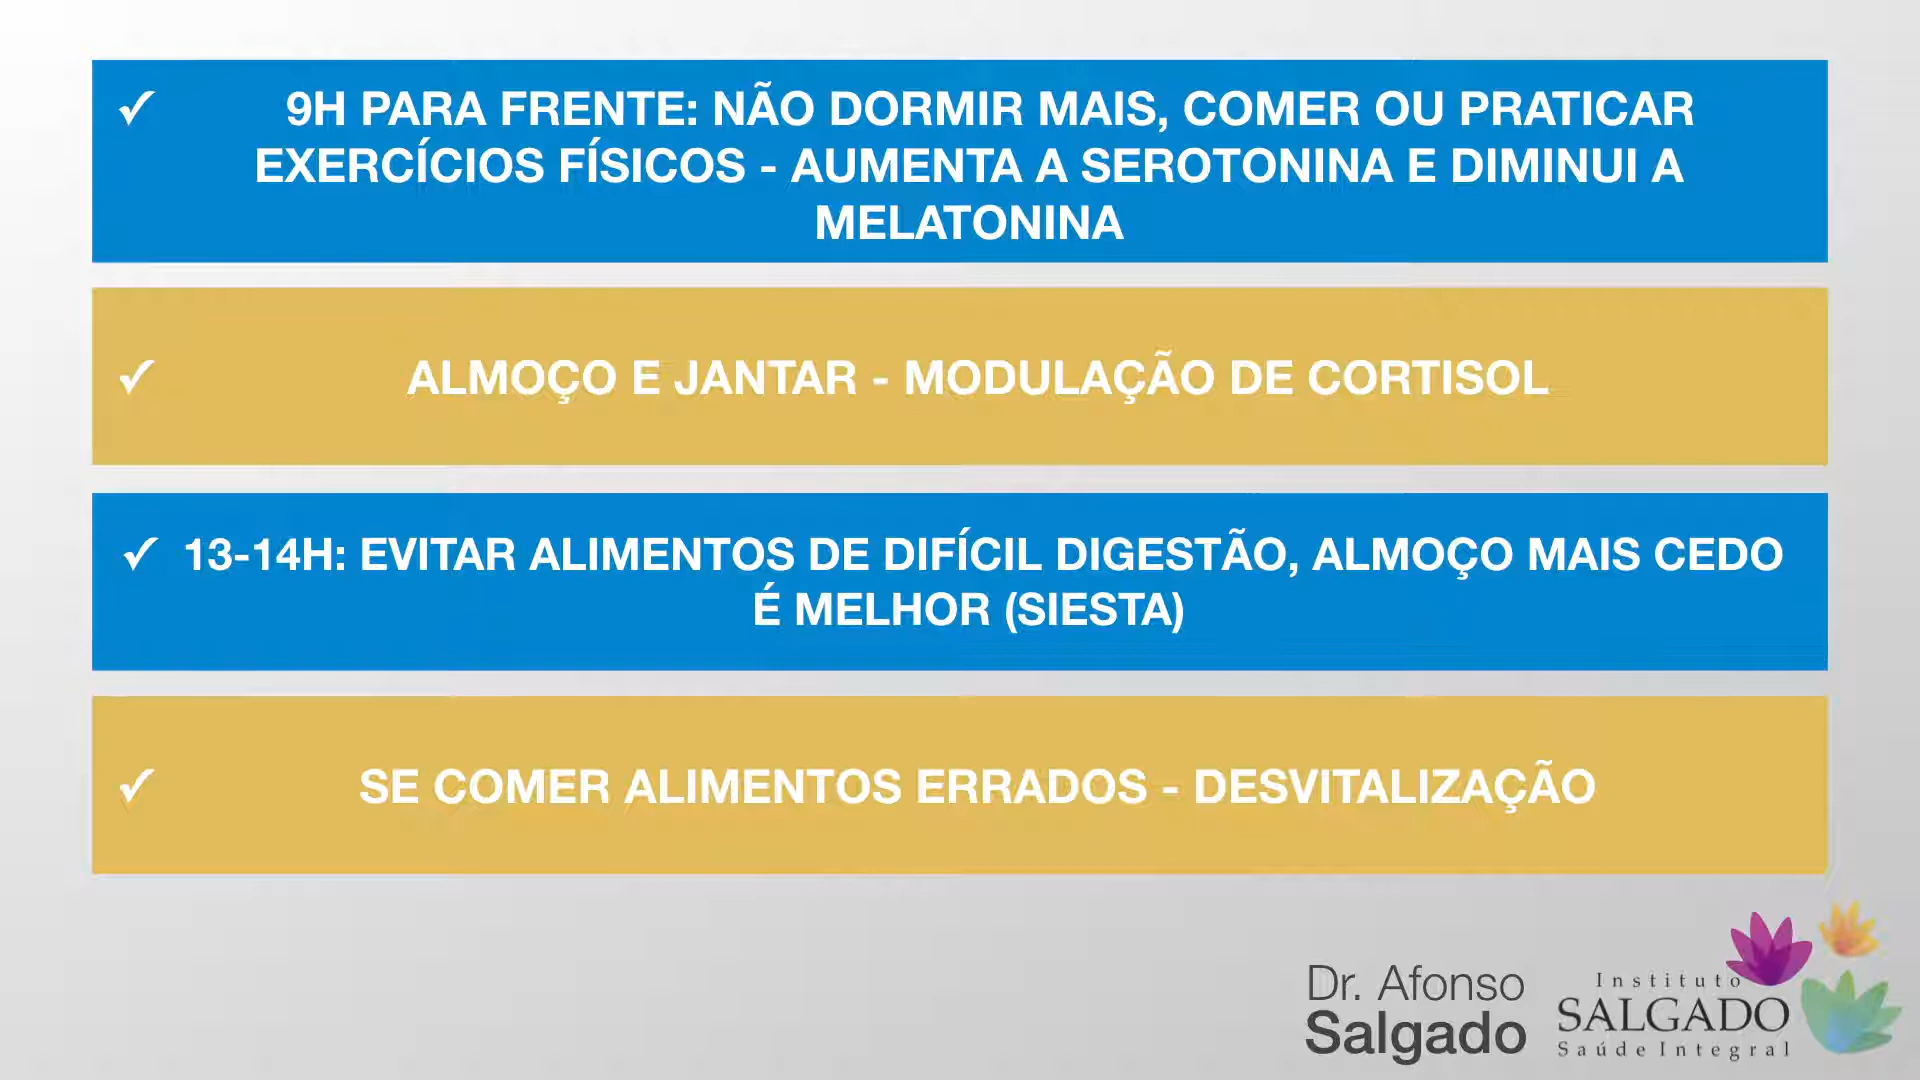 ✓ 9H PARA FRENTE: NÃO DORMIR MAIS, COMER OU PRATICAR
EXERCÍCIOS FÍSICOS - AUMENTA A SEROTONINA E DIMINUI A
MELATONINA
✓ ALMOÇO E JANTAR - MODULAÇÃO DE CORTISOL
✓ 13-14H: EVITAR ALIMENTOS DE DIFÍCIL DIGESTÃO, ALMOÇO MAIS CEDO
É MELHOR (SIESTA)
✓ SE COMER ALIMENTOS ERRADOS - DESVITALIZAÇÃO
Dr. Afonso
Salgado
Instituto
SALGADO
Saúde Integral